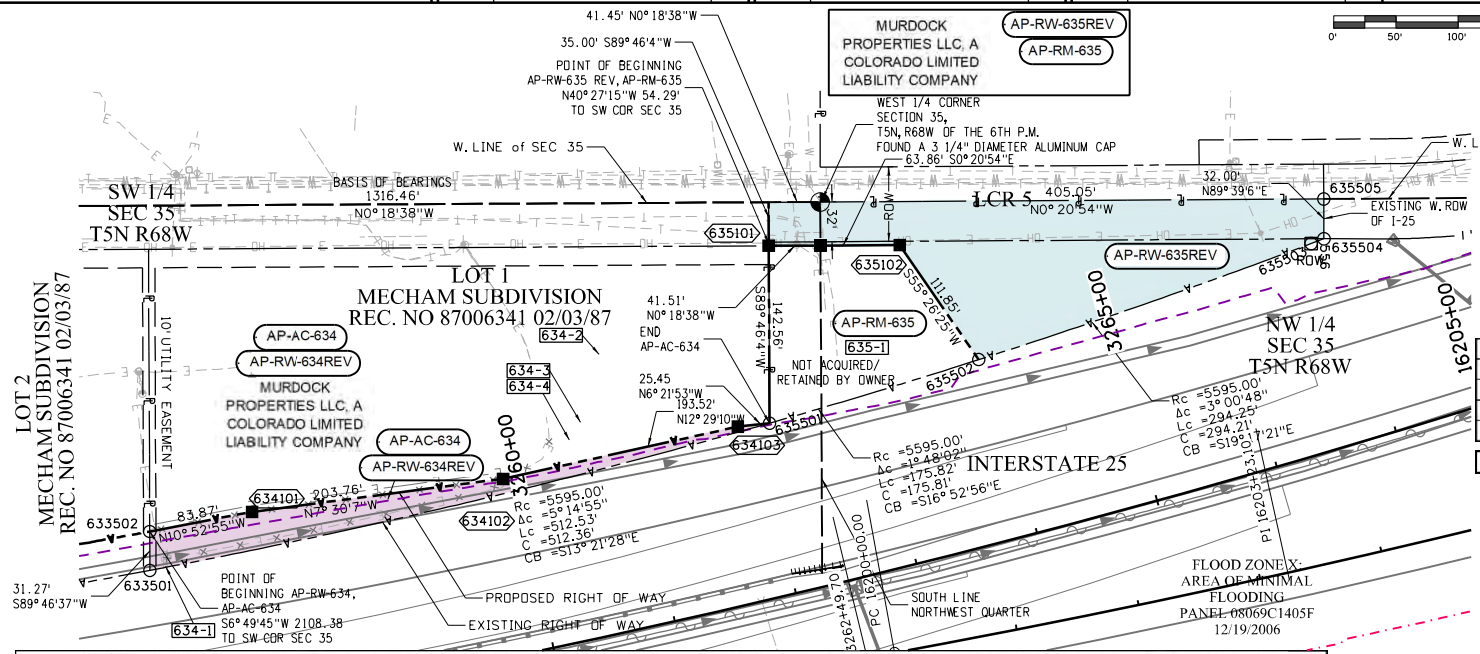 41.45' N0°18'38"W
35.00' S89°46'4"W
POINT OF BEGINNING
AP-RW-635 REV, AP-RM-635
N40°27'15"W 54.29'
TO SW COR SEC 35
MURDOCK
PROPERTIES LLC, A
COLORADO LIMITED
LIABILITY COMPANY
AP-RW-635REV
AP-RM-635
0'
50'
100'
WEST 1/4 CORNER
SECTION 35,
T5N, R68W OF THE 6TH P.M.
FOUND A 3 1/4" DIAMETER ALUMINUM CAP
63.86' S0°20'54"E
W. LINE of SEC 35
W. L
BASIS OF BEARINGS
1316.46'
N0°18'38"W
SW 1/4
SEC 35
T5N R68W
32'
ROW
LCR 5
405.05'
N0°20'54"W
32.00'
N89°39'6"E
635505
EXISTING W. ROW
OF I-25
635504
635503
ROW
635101
635102
AP-RW-635REV
LOT 1
MECHAM SUBDIVISION
REC. NO 87006341 02/03/87
LOT 2
MECHAM SUBDIVISION
REC. NO 87006341 02/03/87
10' UTILITY EASEMENT
41.51'
N0°18'38"W
END
AP-AC-634
142.56'
S89°46'4"W
111.85'
S55°26'25"W
AP-RM-635
635-1
NOT ACQUIRED/
RETAINED BY OWNER
635502
3265+00
NW 1/4
SEC 35
T5N R68W
16205+00
634-2
634-3
634-4
AP-AC-634
AP-RW-634REV
MURDOCK
PROPERTIES LLC, A
COLORADO LIMITED
LIABILITY COMPANY
AP-AC-634
AP-RW-634REV
25.45
N6°21'53"W
193.52'
N12°29'10"W
635501
634103
Rc =5595.00'
Δc =3°00'48"
Lc =294.25'
C =294.21'
CB =S19°17'21"E
Rc =5595.00'
Δc =1°48'02"
Lc =175.82'
C =175.81'
CB =S16°52'56"E
INTERSTATE 25
3260+00
634101
203.76'
N7°30'7"W
634102
Rc =5595.00'
Δc =5°14'55"
Lc =512.53'
C =512.36'
CB =S13°21'28"E
633502
83.87'
N10°52'55"W
31.27'
S89°46'37"W
633501
634-1
POINT OF
BEGINNING AP-RW-634,
AP-AC-634
S6°49'45"W 2108.38
TO SW COR SEC 35
PROPOSED RIGHT OF WAY
EXISTING RIGHT OF WAY
3262+49.70
PC 16200+00.00
SOUTH LINE
NORTHWEST QUARTER
PI 16203+23.10
FLOOD ZONE X:
AREA OF MINIMAL
FLOODING
PANEL 08069C1405F
12/19/2006